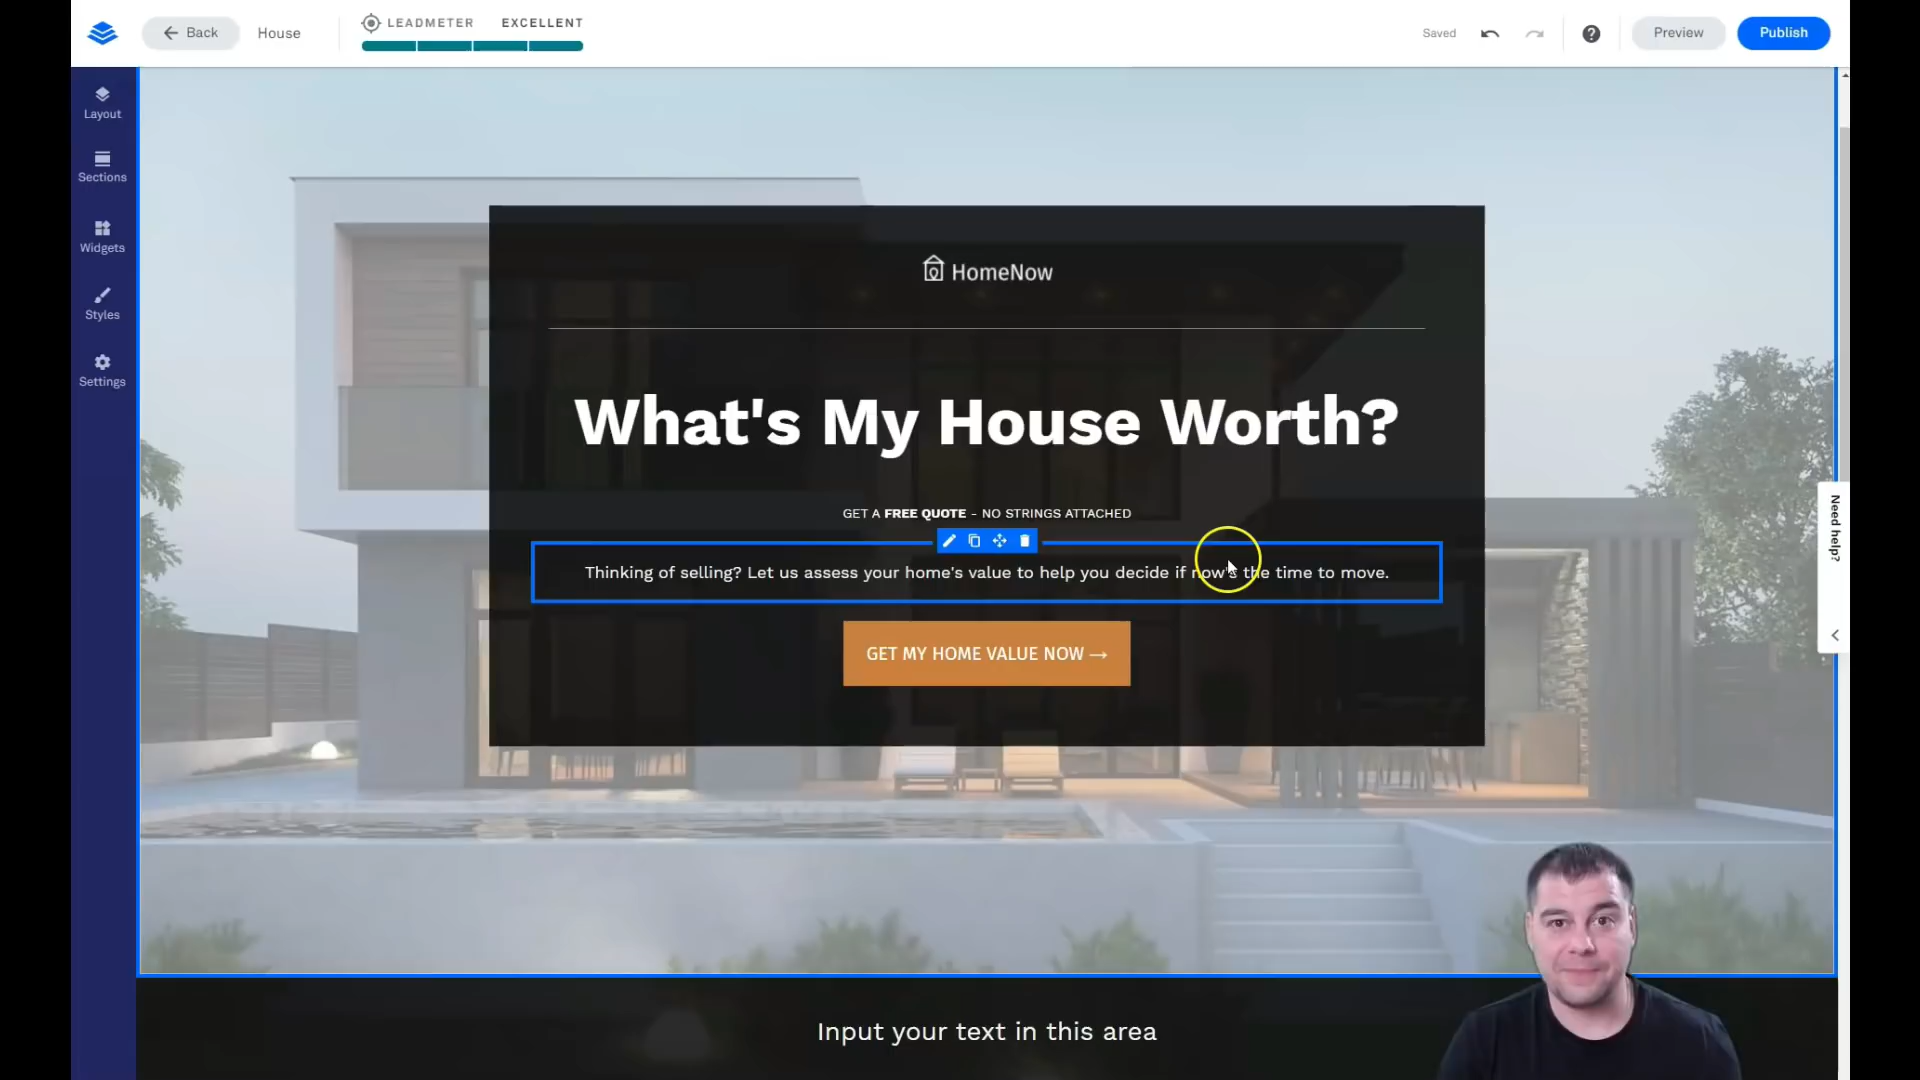 Back
House
LEADMETER EXCELLENT
Saved
Preview
Publish
Layout
Sections
Widgets
Styles
Settings
HomeNow
What's My House Worth?
GET A FREE QUOTE - NO STRINGS ATTACHED
Thinking of selling? Let us assess your home's value to help you decide if now's the time to move.
GET MY HOME VALUE NOW →
Need help?
Input your text in this area